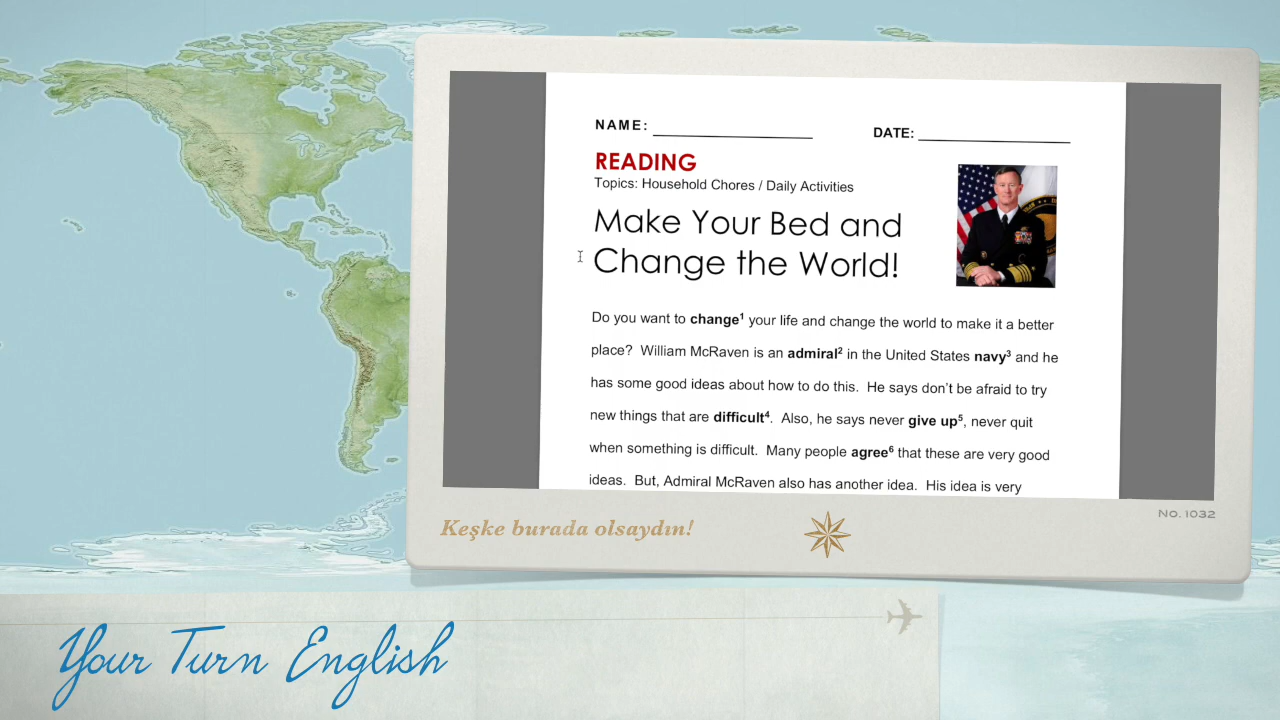 NAME: ____________ DATE: ____________
READING
Topics: Household Chores / Daily Activities
Make Your Bed and
Change the World!
Do you want to change¹ your life and change the world to make it a better
place? William McRaven is an admiral² in the United States navy³ and he
has some good ideas about how to do this. He says don't be afraid to try
new things that are difficult⁴. Also, he says never give up⁵, never quit
when something is difficult. Many people agree⁶ that these are very good
ideas. But, Admiral McRaven also has another idea. His idea is very
Keşke burada olsaydın!
No. 1032
Your Turn English